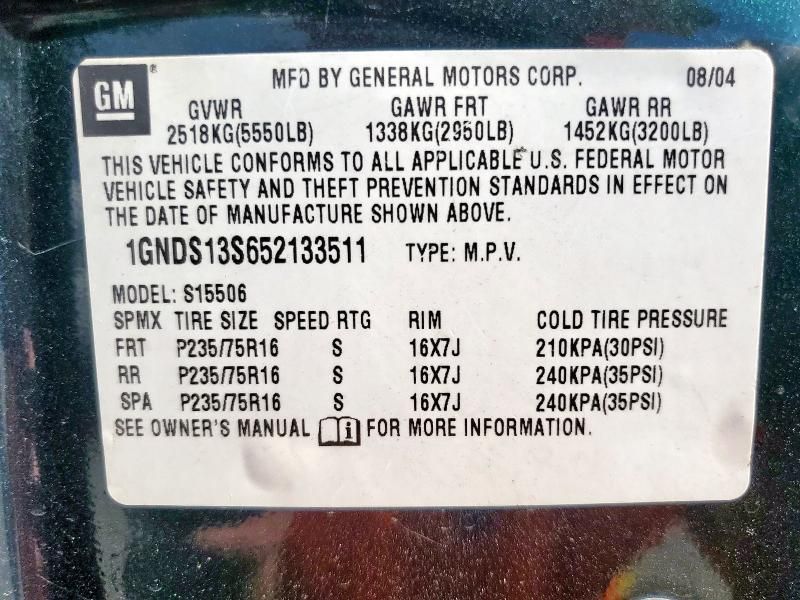 GM ® MFD BY GENERAL MOTORS CORP. 08/04
GVWR GAWR FRT GAWR RR
2518KG(5550LB) 1338KG(2950LB) 1452KG(3200LB)
THIS VEHICLE CONFORMS TO ALL APPLICABLE U.S. FEDERAL MOTOR
VEHICLE SAFETY AND THEFT PREVENTION STANDARDS IN EFFECT ON
THE DATE OF MANUFACTURE SHOWN ABOVE.
1GNDS13S652133511 TYPE: M.P.V.
MODEL: S15506
SPMX TIRE SIZE SPEED RTG RIM COLD TIRE PRESSURE
FRT P235/75R16 S 16X7J 210KPA(30PSI)
RR P235/75R16 S 16X7J 240KPA(35PSI)
SPA P235/75R16 S 16X7J 240KPA(35PSI)
SEE OWNER'S MANUAL i FOR MORE INFORMATION.